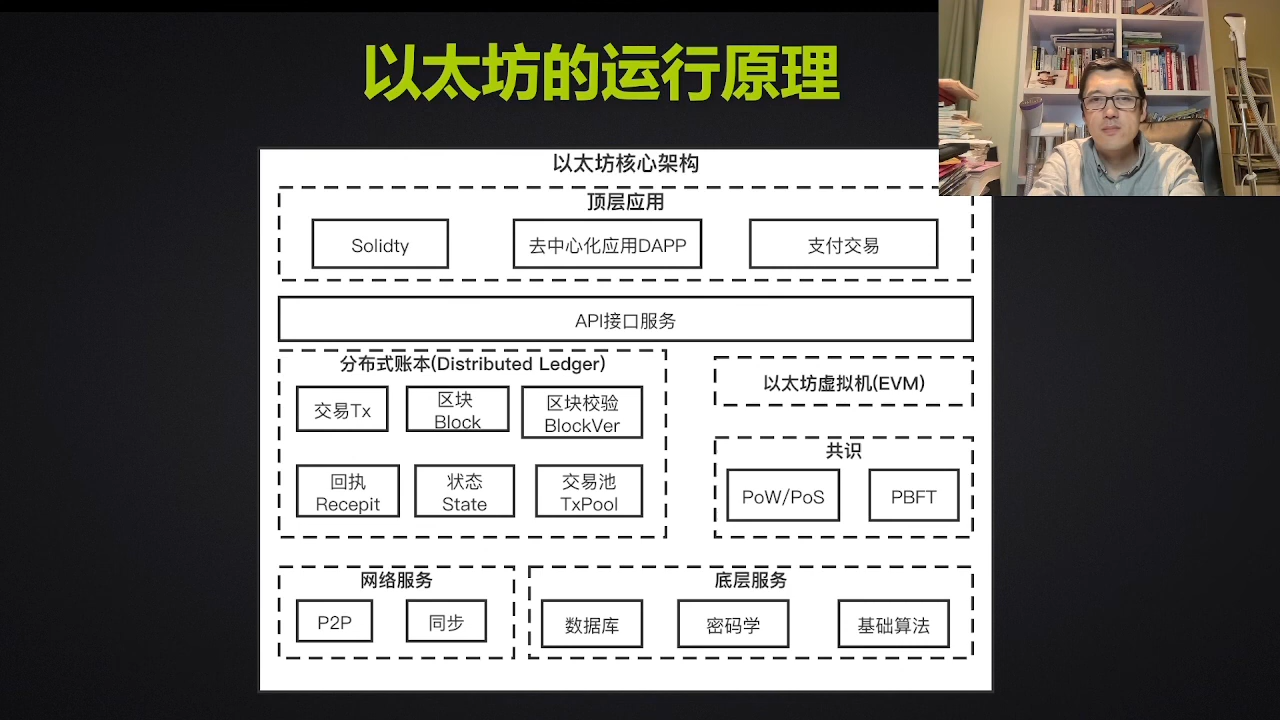 以太坊的运行原理
以太坊核心架构
顶层应用
Solidty
去中心化应用DAPP
支付交易
API接口服务
分布式账本(Distributed Ledger)
交易Tx
区块
Block
区块校验
BlockVer
回执
Recepit
状态
State
交易池
TxPool
以太坊虚拟机(EVM)
共识
PoW/PoS
PBFT
网络服务
P2P
同步
底层服务
数据库
密码学
基础算法